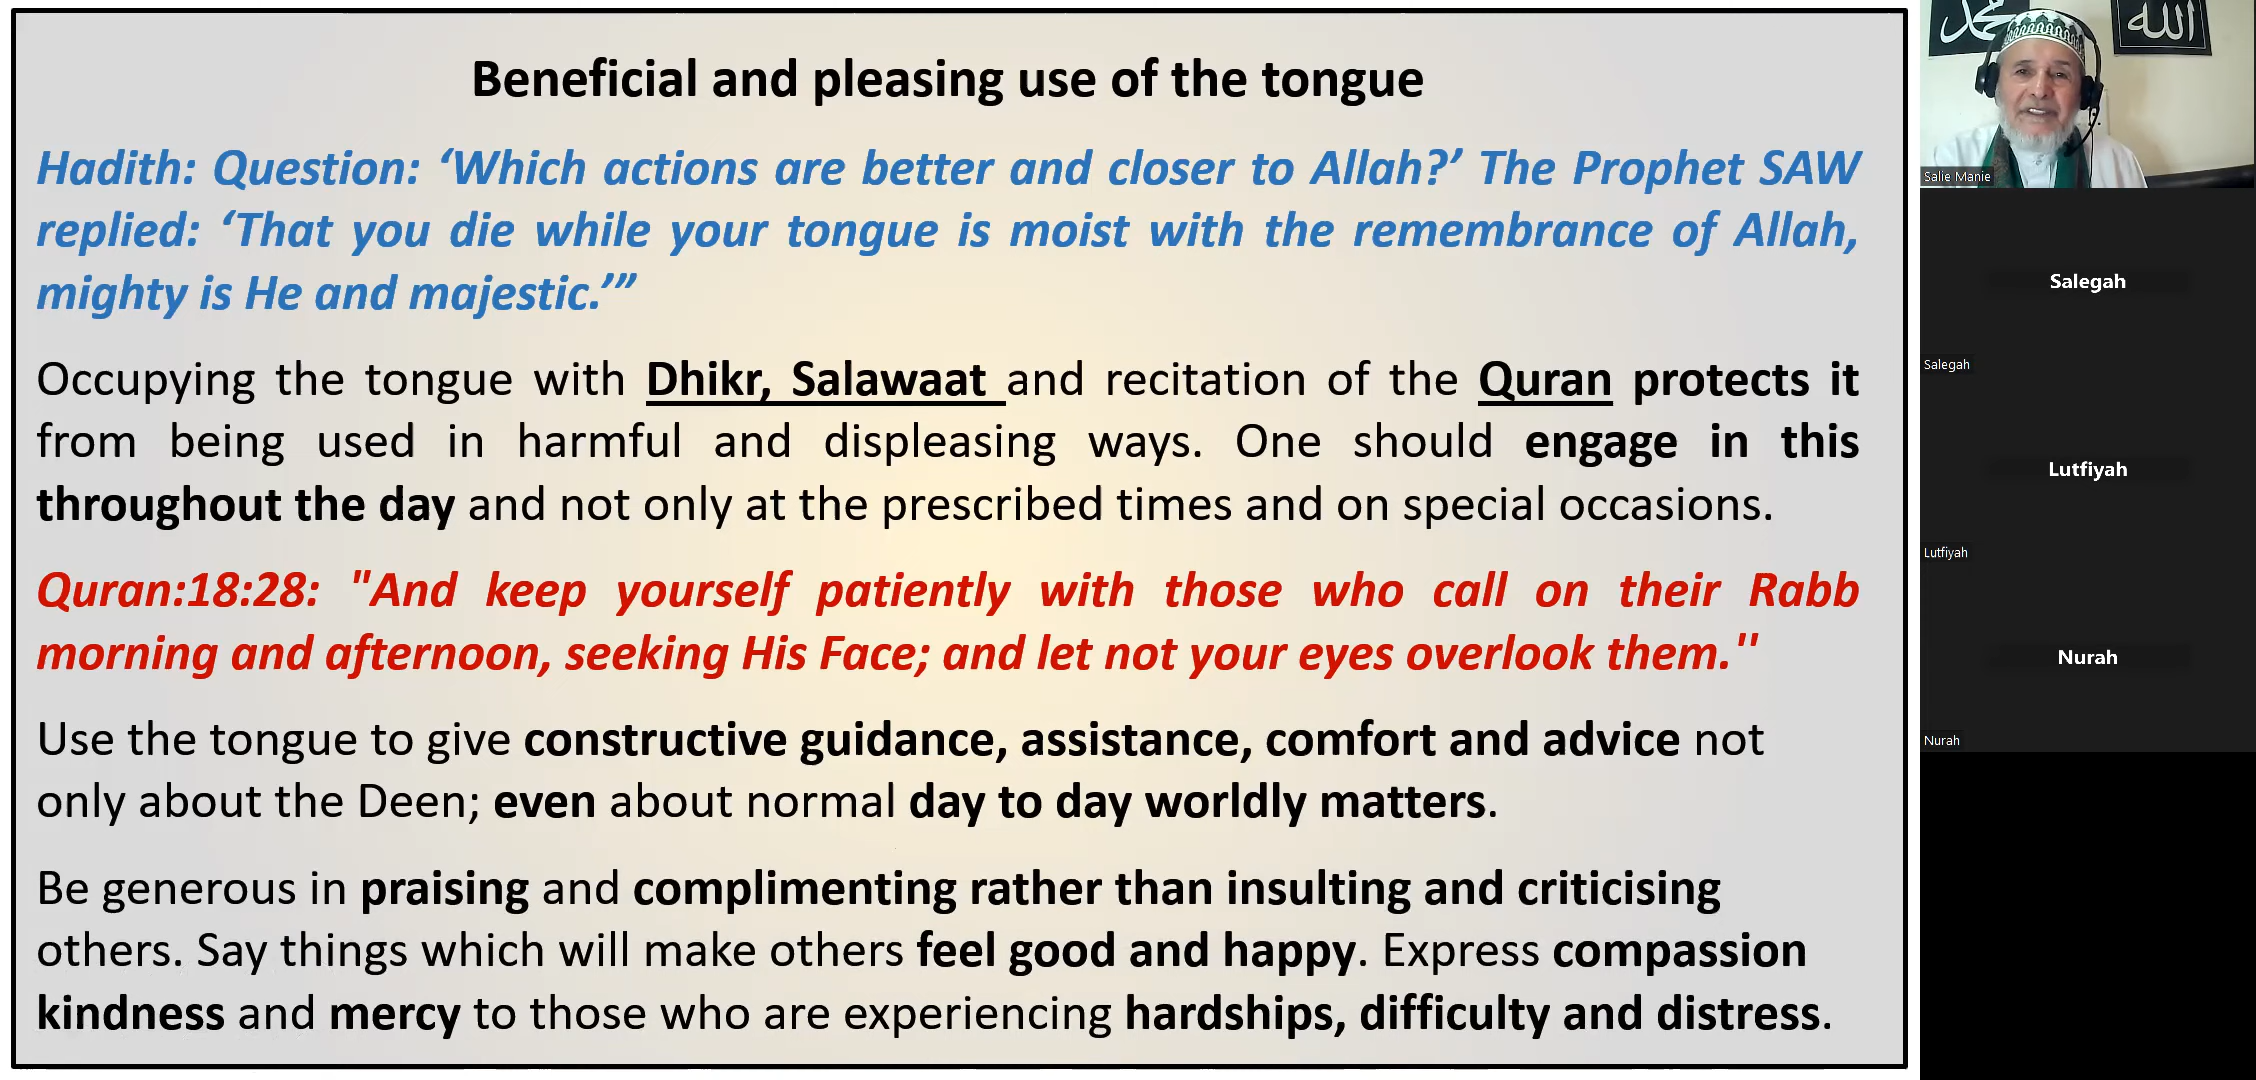 Beneficial and pleasing use of the tongue
Hadith: Question: ‘Which actions are better and closer to Allah?’ The Prophet SAW
replied: ‘That you die while your tongue is moist with the remembrance of Allah,
mighty is He and majestic.’”
Occupying the tongue with Dhikr, Salawaat and recitation of the Quran protects it
from being used in harmful and displeasing ways. One should engage in this
throughout the day and not only at the prescribed times and on special occasions.
Quran:18:28: "And keep yourself patiently with those who call on their Rabb
morning and afternoon, seeking His Face; and let not your eyes overlook them.''
Use the tongue to give constructive guidance, assistance, comfort and advice not
only about the Deen; even about normal day to day worldly matters.
Be generous in praising and complimenting rather than insulting and criticising
others. Say things which will make others feel good and happy. Express compassion
kindness and mercy to those who are experiencing hardships, difficulty and distress.
محمد
الله
Salie Manie
Salegah
Salegah
Lutfiyah
Lutfiyah
Nurah
Nurah